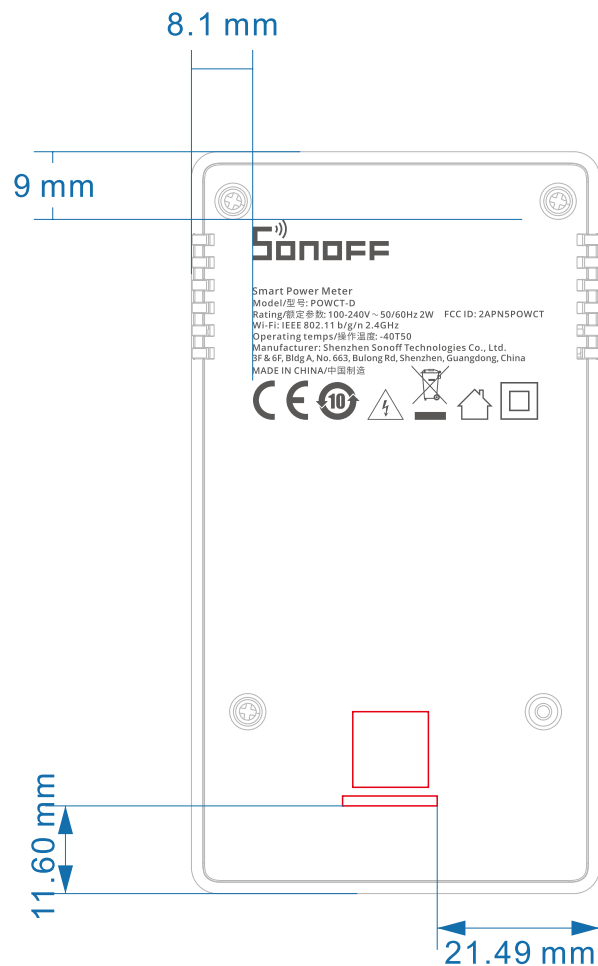 8.1 mm
9 mm
SONOFF
Smart Power Meter
Model/型号: POWCT-D
Rating/额定参数: 100-240V ~ 50/60Hz 2W FCC ID: 2APN5POWCT
Wi-Fi: IEEE 802.11 b/g/n 2.4GHz
Operating temps/操作温度: -40T50
Manufacturer: Shenzhen Sonoff Technologies Co., Ltd.
3F & 6F, Bldg A, No. 663, Bulong Rd, Shenzhen, Guangdong, China
MADE IN CHINA/中国制造
CE 10
11.60 mm
21.49 mm